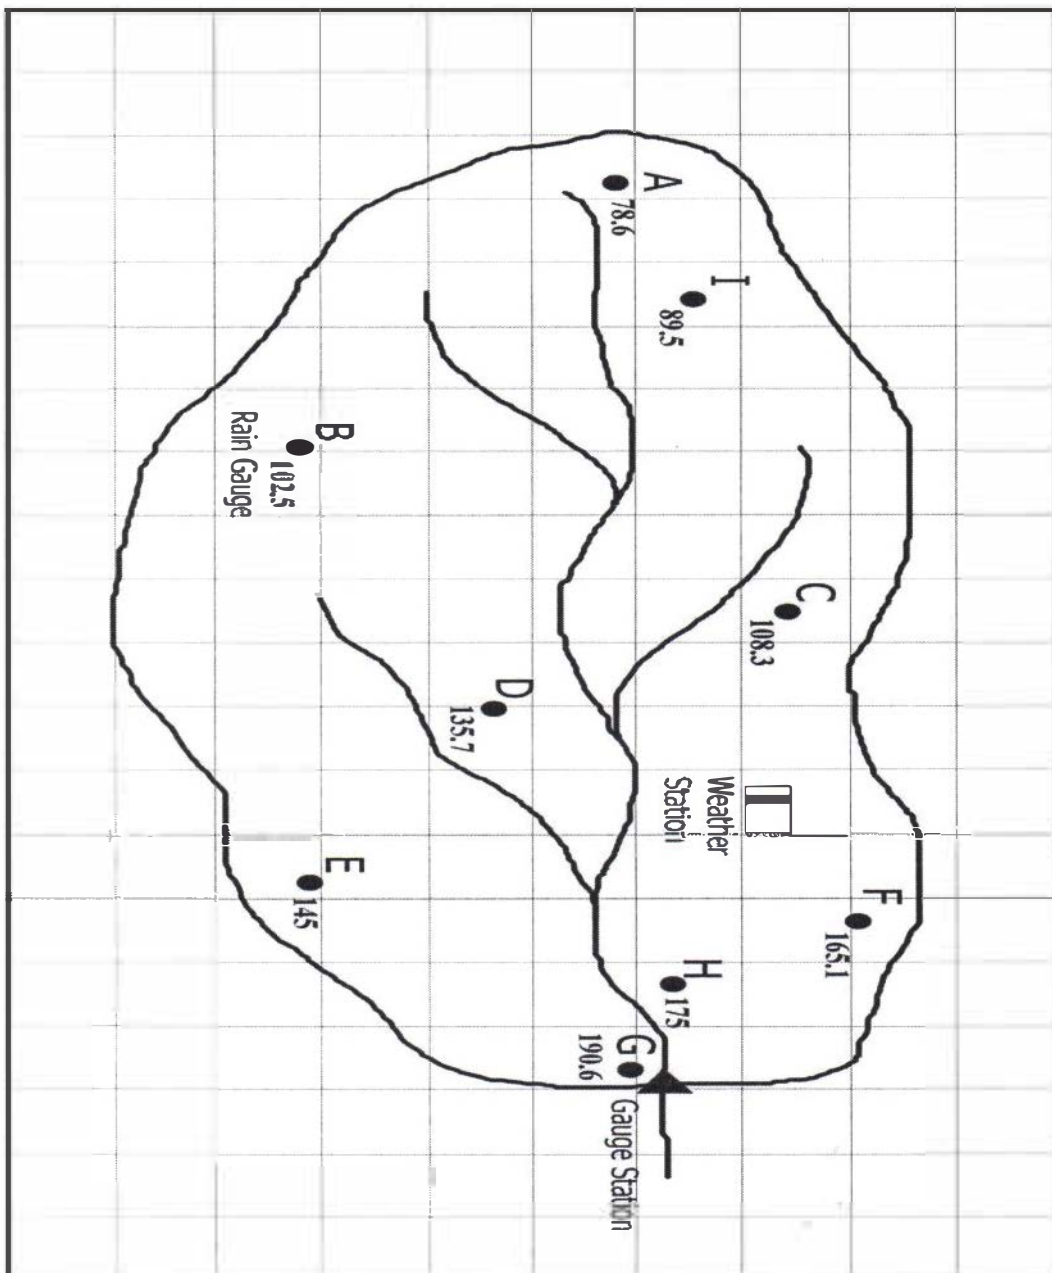 A
78.6
I
89.5
B
102.5
Rain Gauge
C
108.3
D
135.7
Weather
Station
E
145
F
165.1
H
175
G
190.6
Gauge Station